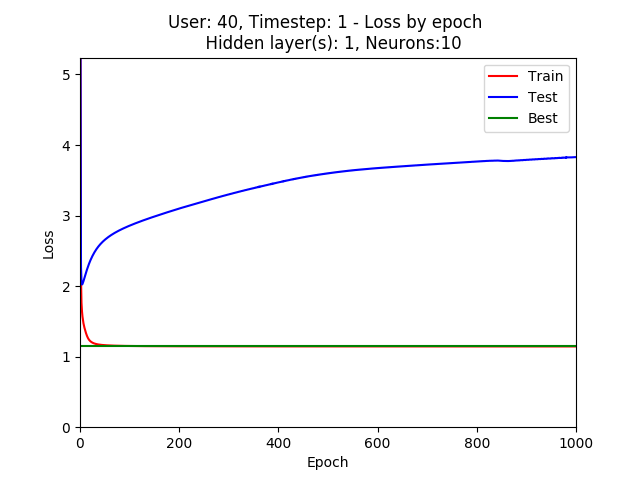 User: 40, Timestep: 1 - Loss by epoch
Hidden layer(s): 1, Neurons:10
Train
Test
Best
5
4
3
2
1
0
Loss
0 200 400 600 800 1000
Epoch